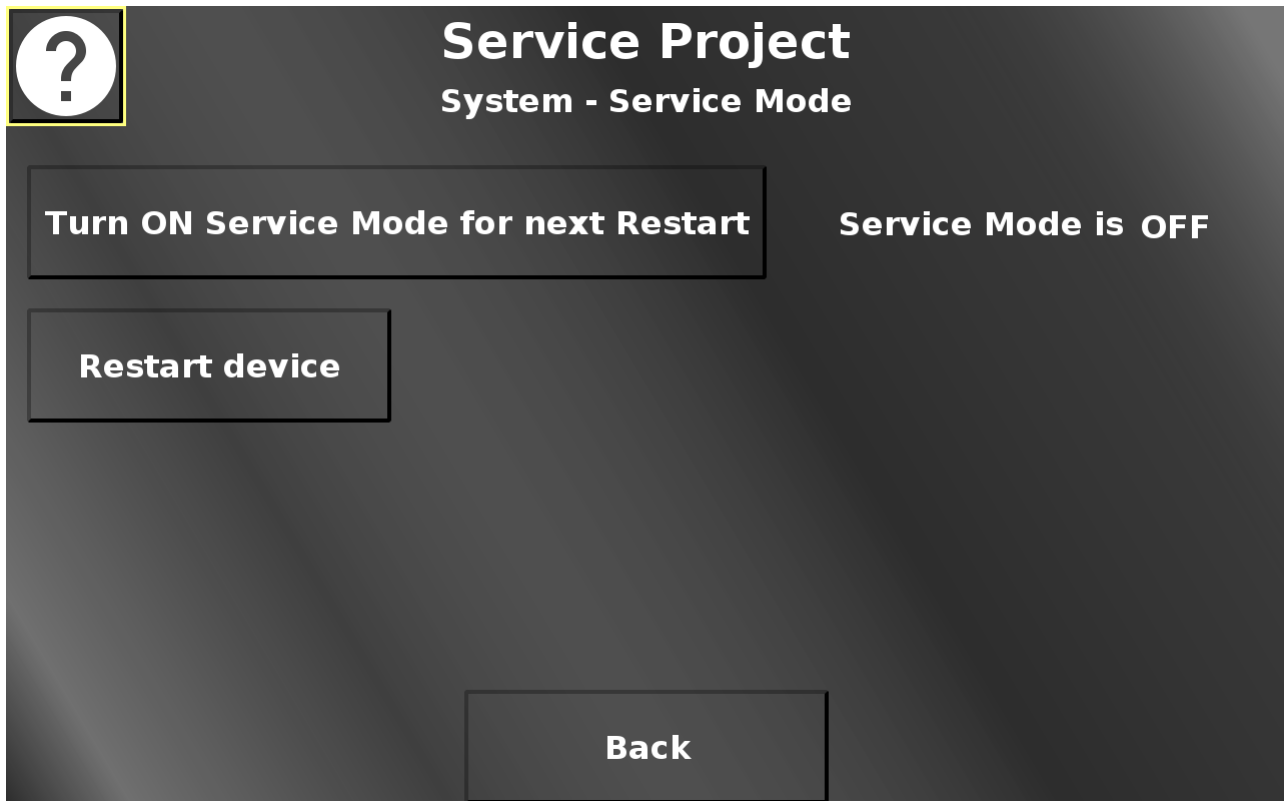 ?
Service Project
System - Service Mode
Turn ON Service Mode for next Restart
Service Mode is OFF
Restart device
Back